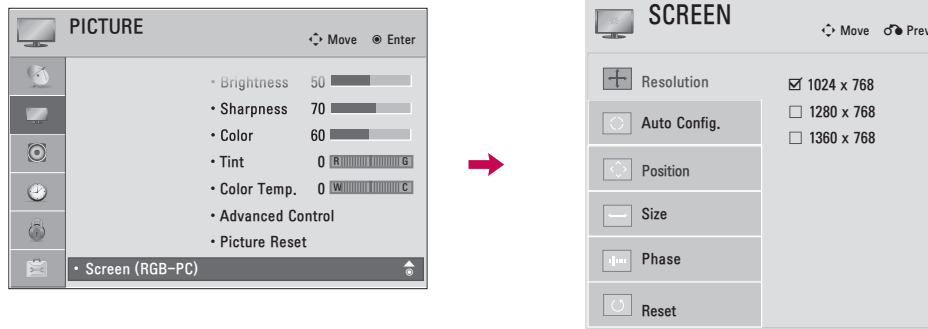 PICTURE
Move Enter
• Brightness 50
• Sharpness 70
• Color 60
• Tint 0 R G
• Color Temp. 0 W C
• Advanced Control
• Picture Reset
• Screen (RGB-PC)
SCREEN
Move Prev
Resolution
Auto Config.
Position
Size
Phase
Reset
1024 x 768
1280 x 768
1360 x 768